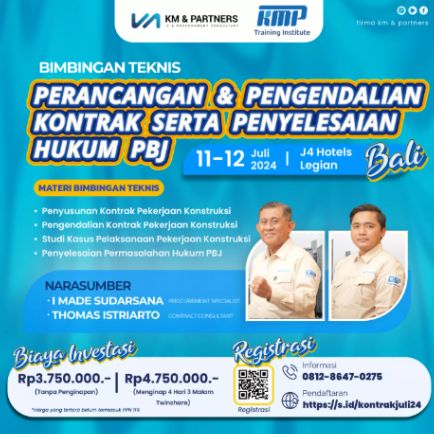 KM & PARTNERS
IT & PROCUREMENT CONSULTANT
KMP
Training Institute
firma km & partners
BIMBINGAN TEKNIS
PERANCANGAN & PENGENDALIAN
KONTRAK SERTA PENYELESAIAN
HUKUM PBJ
11-12 Juli 2024 | J4 Hotels Legian
Bali
MATERI BIMBINGAN TEKNIS
• Penyusunan Kontrak Pekerjaan Konstruksi
• Pengendalian Kontrak Pekerjaan Konstruksi
• Studi Kasus Pelaksanaan Pekerjaan Konstruksi
• Penyelesaian Permasalahan Hukum PBJ
NARASUMBER
• I MADE SUDARSANA PROCUREMENT SPECIALIST
• THOMAS ISTRIARTO CONTRACT CONSULTANT
Biaya Investasi
Rp3.750.000.-
(Tanpa Penginapan)
Rp4.750.000.-
(Menginap 4 Hari 3 Malam
Twinshare)
*Harga yang tertera belum termasuk PPN 11%
Registrasi
Registrasi
Informasi
0812-8647-0275
Pendaftaran
https://s.id/kontrakjuli24